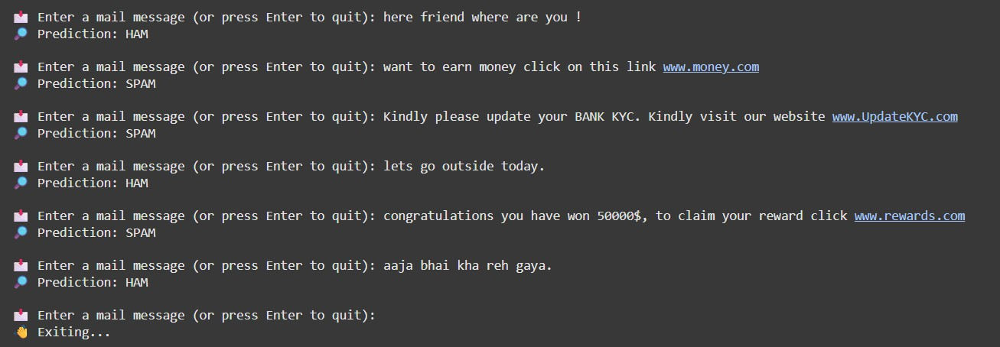 📩 Enter a mail message (or press Enter to quit): here friend where are you !
🔎 Prediction: HAM
📩 Enter a mail message (or press Enter to quit): want to earn money click on this link www.money.com
🔎 Prediction: SPAM
📩 Enter a mail message (or press Enter to quit): Kindly please update your BANK KYC. Kindly visit our website www.UpdateKYC.com
🔎 Prediction: SPAM
📩 Enter a mail message (or press Enter to quit): lets go outside today.
🔎 Prediction: HAM
📩 Enter a mail message (or press Enter to quit): congratulations you have won 50000$, to claim your reward click www.rewards.com
🔎 Prediction: SPAM
📩 Enter a mail message (or press Enter to quit): aaja bhai kha reh gaya.
🔎 Prediction: HAM
📩 Enter a mail message (or press Enter to quit):
👋 Exiting...